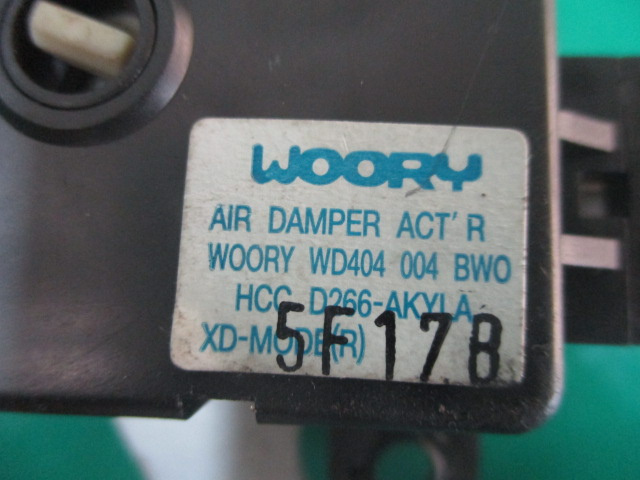 WOORY
AIR DAMPER ACT'R
WOORY WD404 004 BWO
HCC D266-AKYLA
XD-MODE(R)
5F178